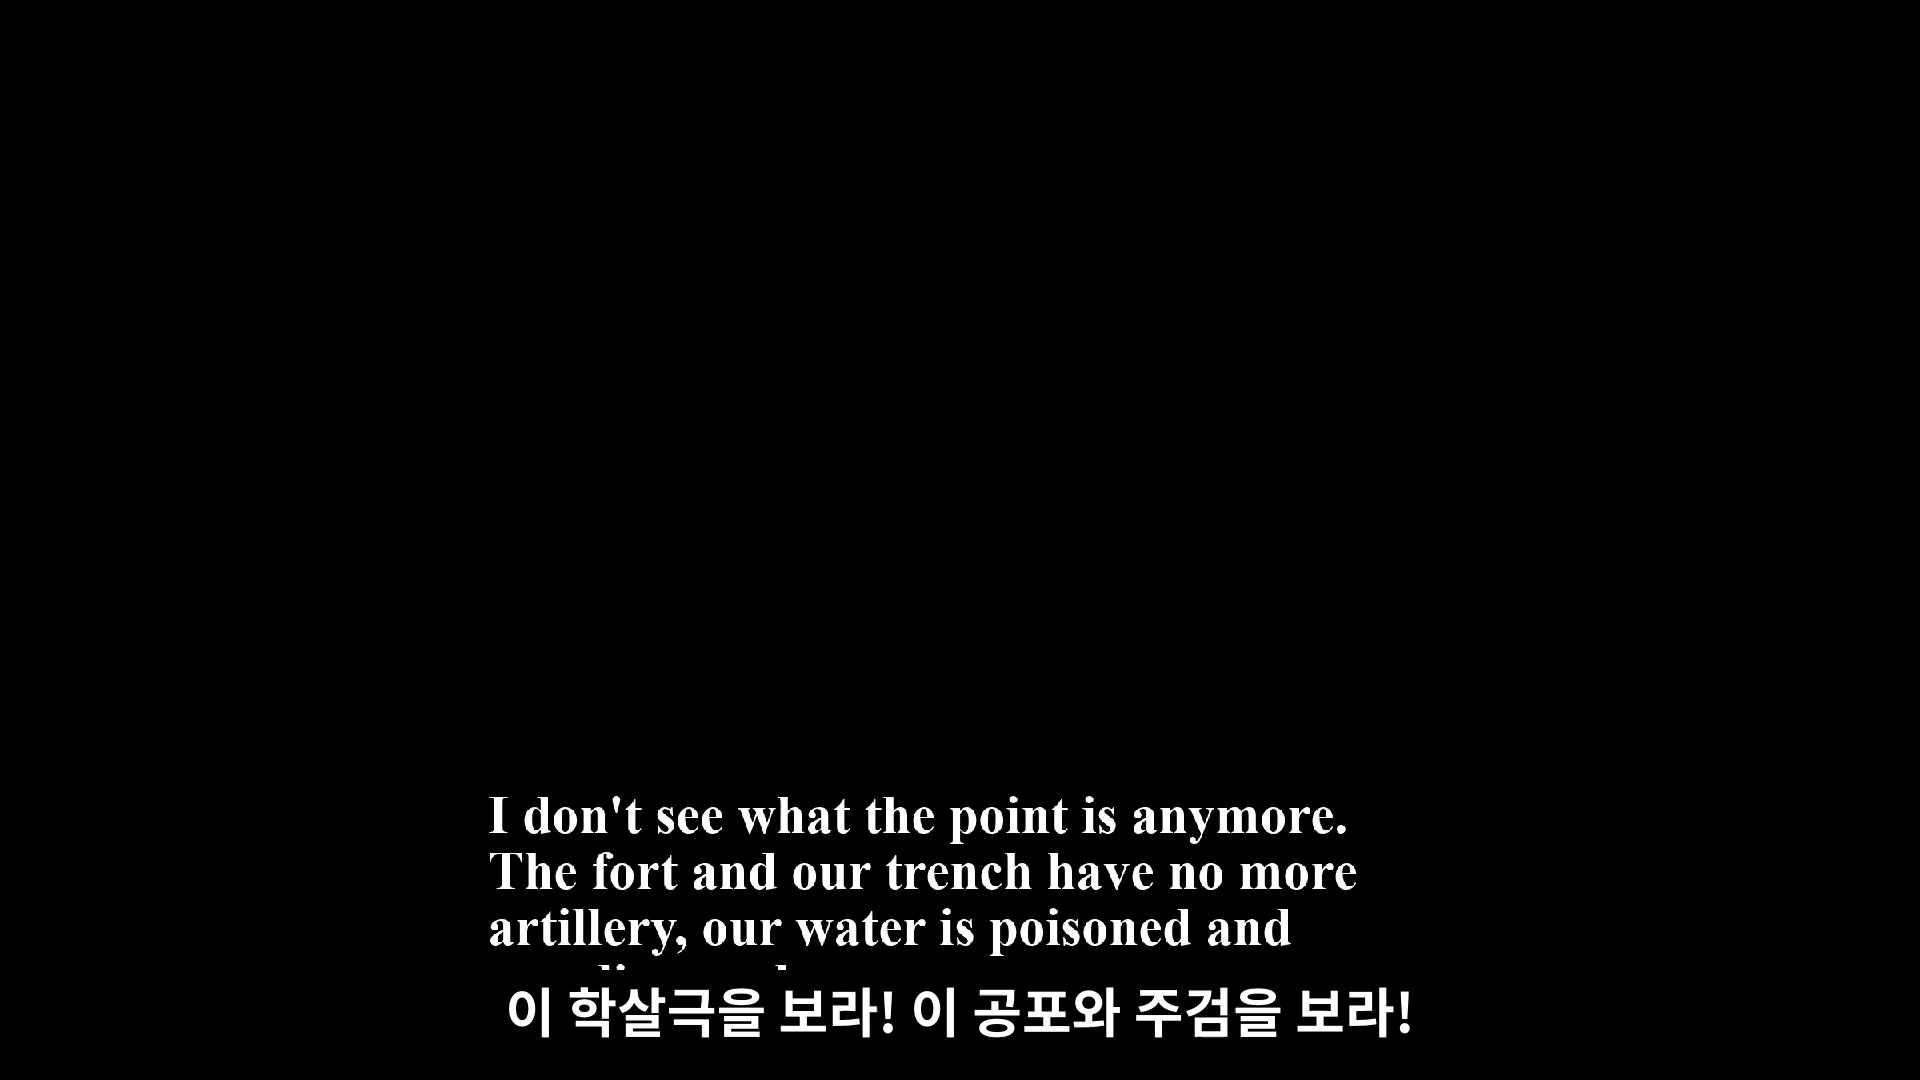 I don't see what the point is anymore.
The fort and our trench have no more
artillery, our water is poisoned and
이 학살극을 보라! 이 공포와 주검을 보라!